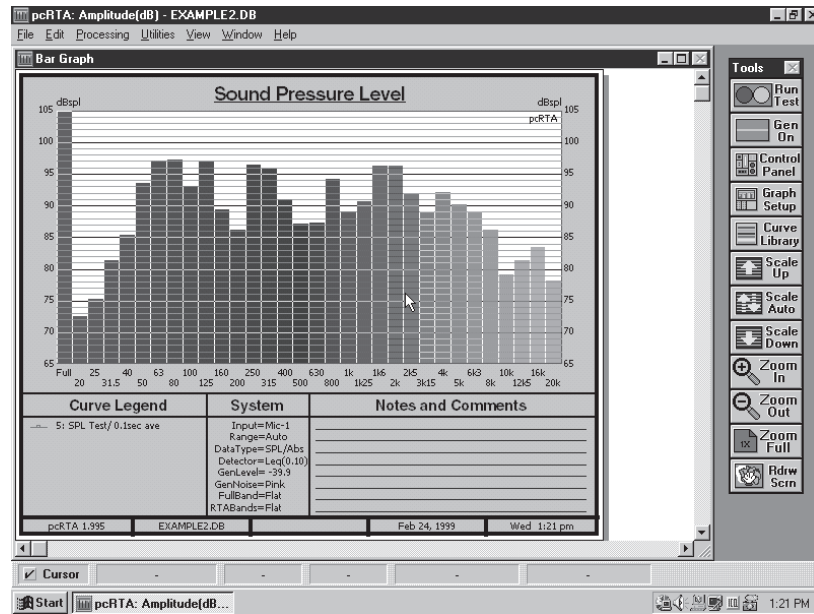 pcRTA: Amplitude(dB) - EXAMPLE2.DB
File Edit Processing Utilities View Window Help
Bar Graph
Sound Pressure Level
dBspl
dBspl
pcRTA
105
100
95
90
85
80
75
70
65
105
100
95
90
85
80
75
70
65
Full 25 40 63 100 160 250 400 630 1k 1k6 2k5 4k 6k3 10k 16k
20 31.5 50 80 125 200 315 500 800 1k25 2k 3k15 5k 8k 12k5 20k
Curve Legend
5: SPL Test/ 0.1sec ave
System
Input=Mic-1
Range=Auto
DataType=SPL/Abs
Detector=Leq(0.10)
GenLevel= -39.9
GenNoise=Pink
FullBand=Flat
RTABands=Flat
Notes and Comments
pcRTA 1.995 EXAMPLE2.DB Feb 24, 1999 Wed 1:21 pm
Tools
Run Test
Gen On
Control Panel
Graph Setup
Curve Library
Scale Up
Scale Auto
Scale Down
Zoom In
Zoom Out
1X Zoom Full
Rdrw Scrn
Cursor - - - - -
Start pcRTA: Amplitude(dB... 1:21 PM